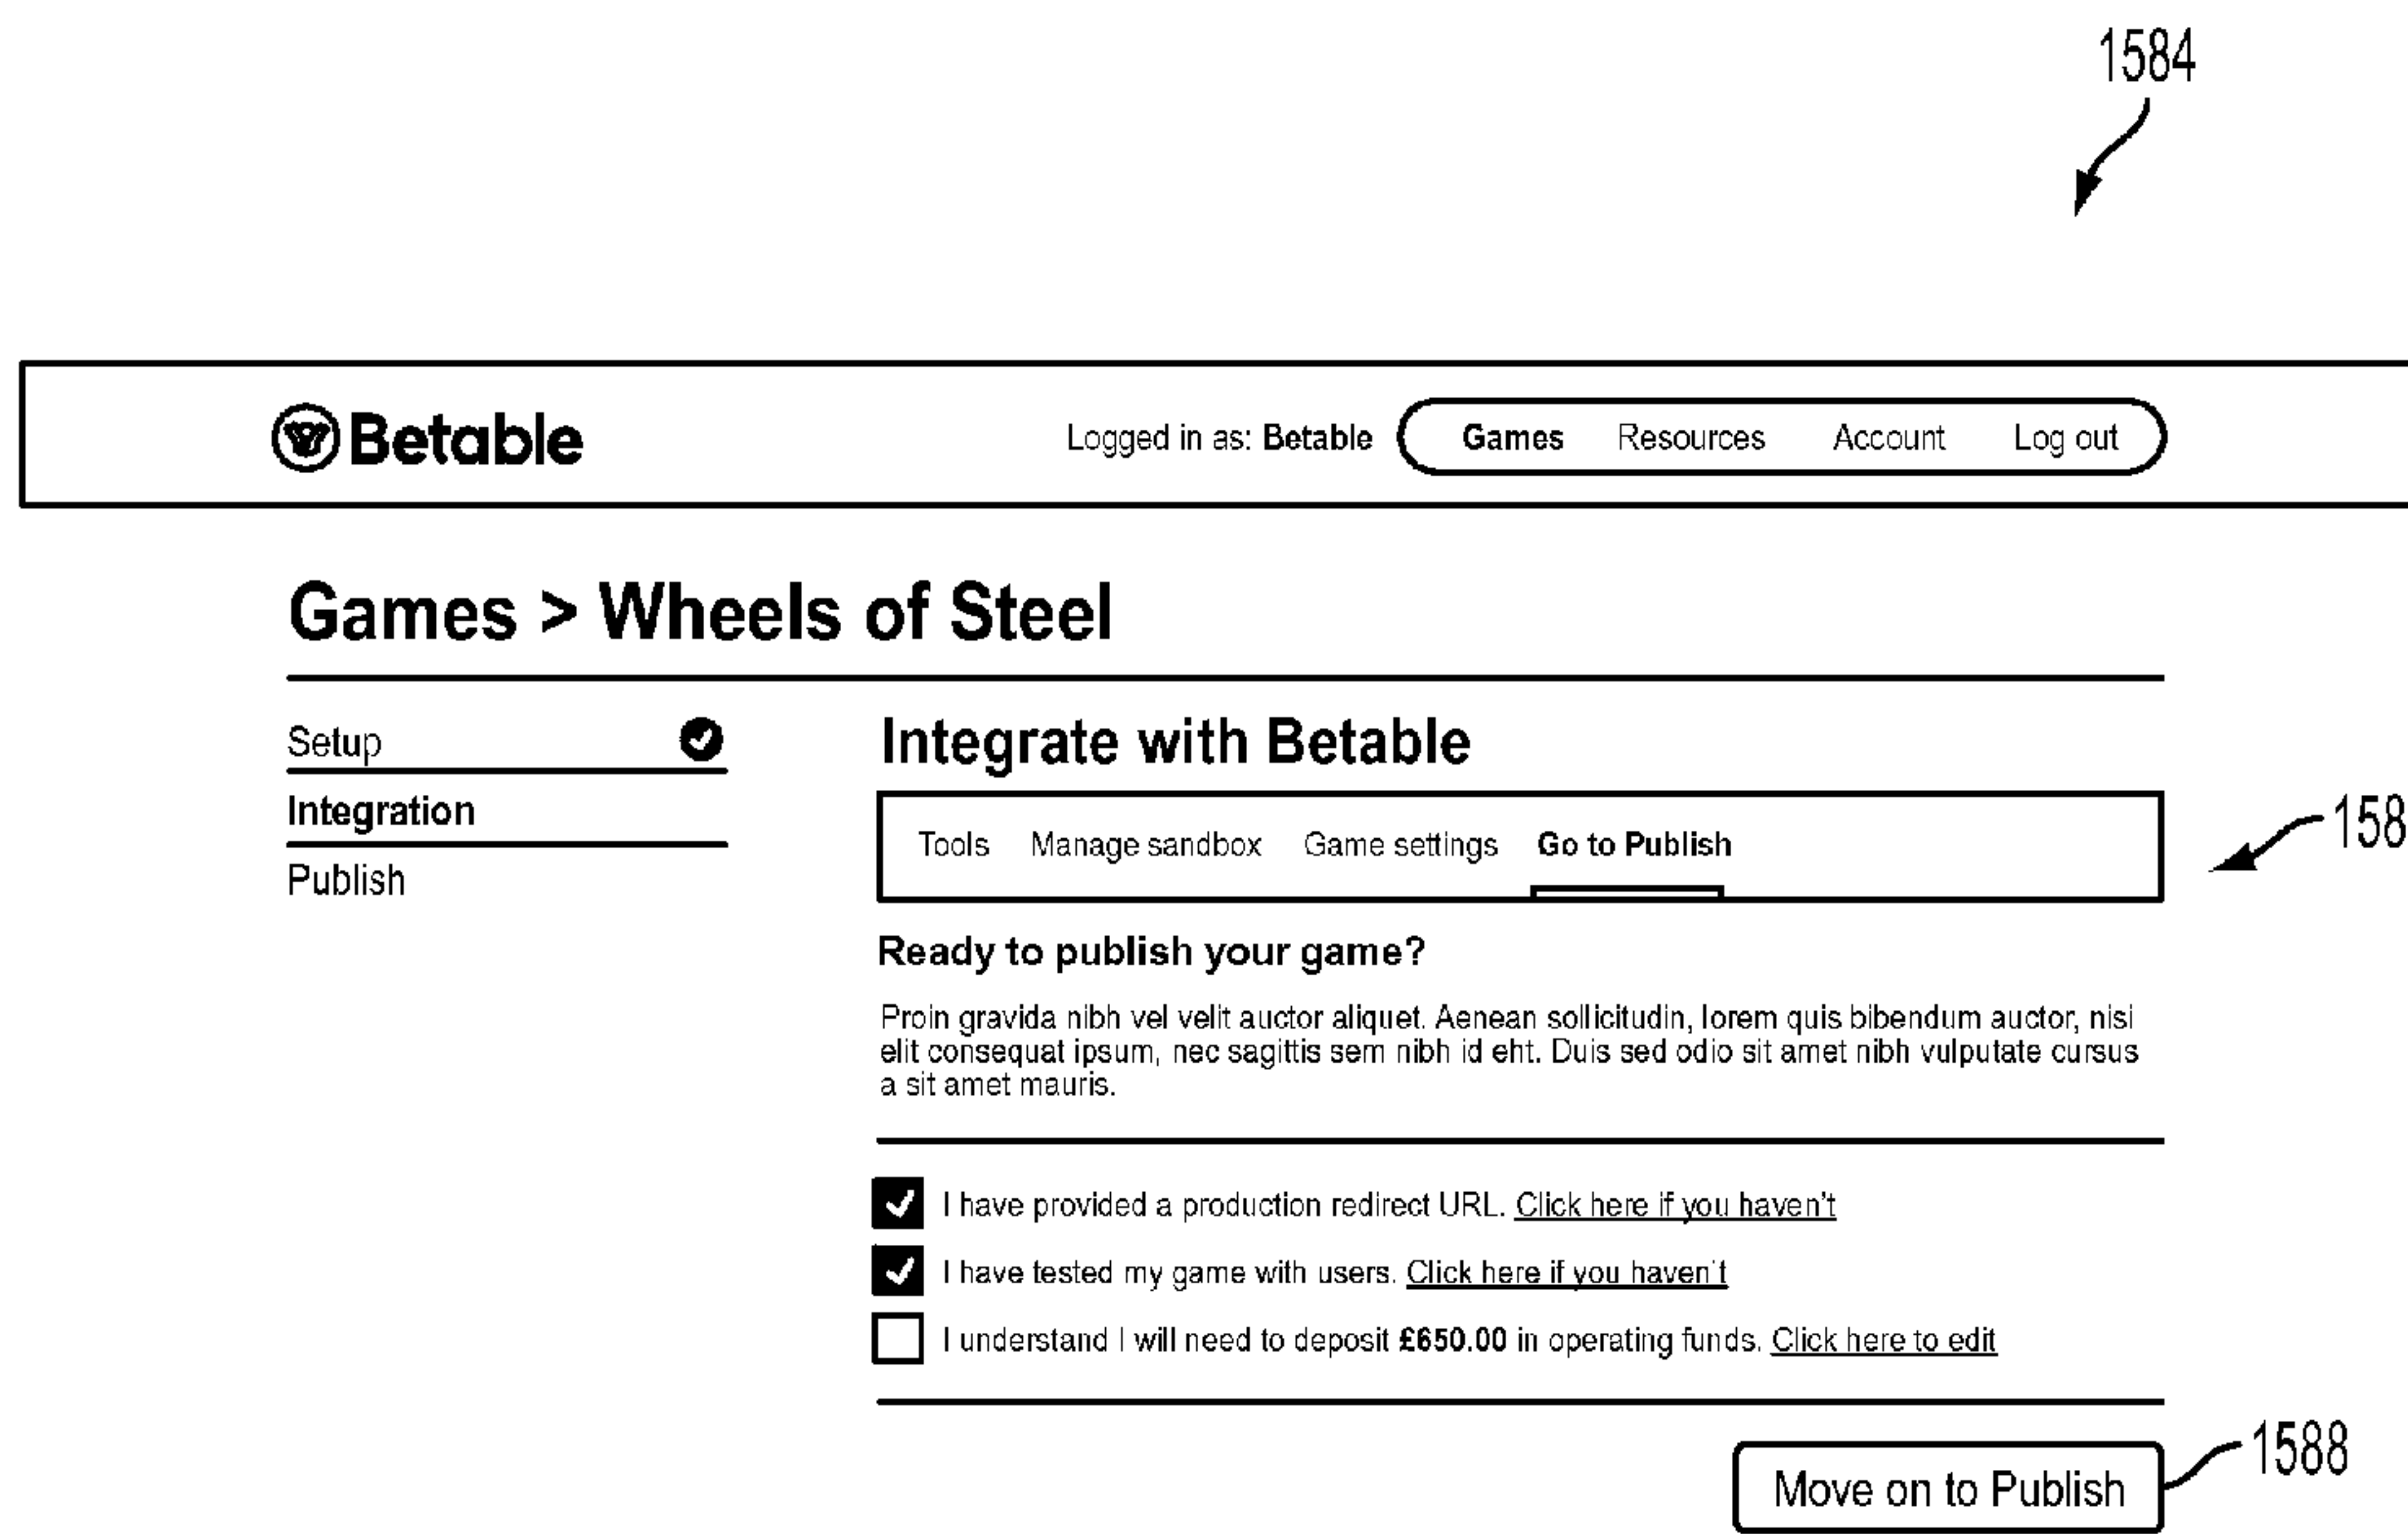 1584
Betable
Logged in as: Betable Games Resources Account Log out
Games > Wheels of Steel
Setup
Integration
Publish
Integrate with Betable
Tools Manage sandbox Game settings Go to Publish
158
Ready to publish your game?
Proin gravida nibh vel velit auctor aliquet. Aenean sollicitudin, lorem quis bibendum auctor, nisi
elit consequat ipsum, nec sagittis sem nibh id eht. Duis sed odio sit amet nibh vulputate cursus
a sit amet mauris.
I have provided a production redirect URL. Click here if you haven't
I have tested my game with users. Click here if you haven't
I understand I will need to deposit £650.00 in operating funds. Click here to edit
Move on to Publish
1588